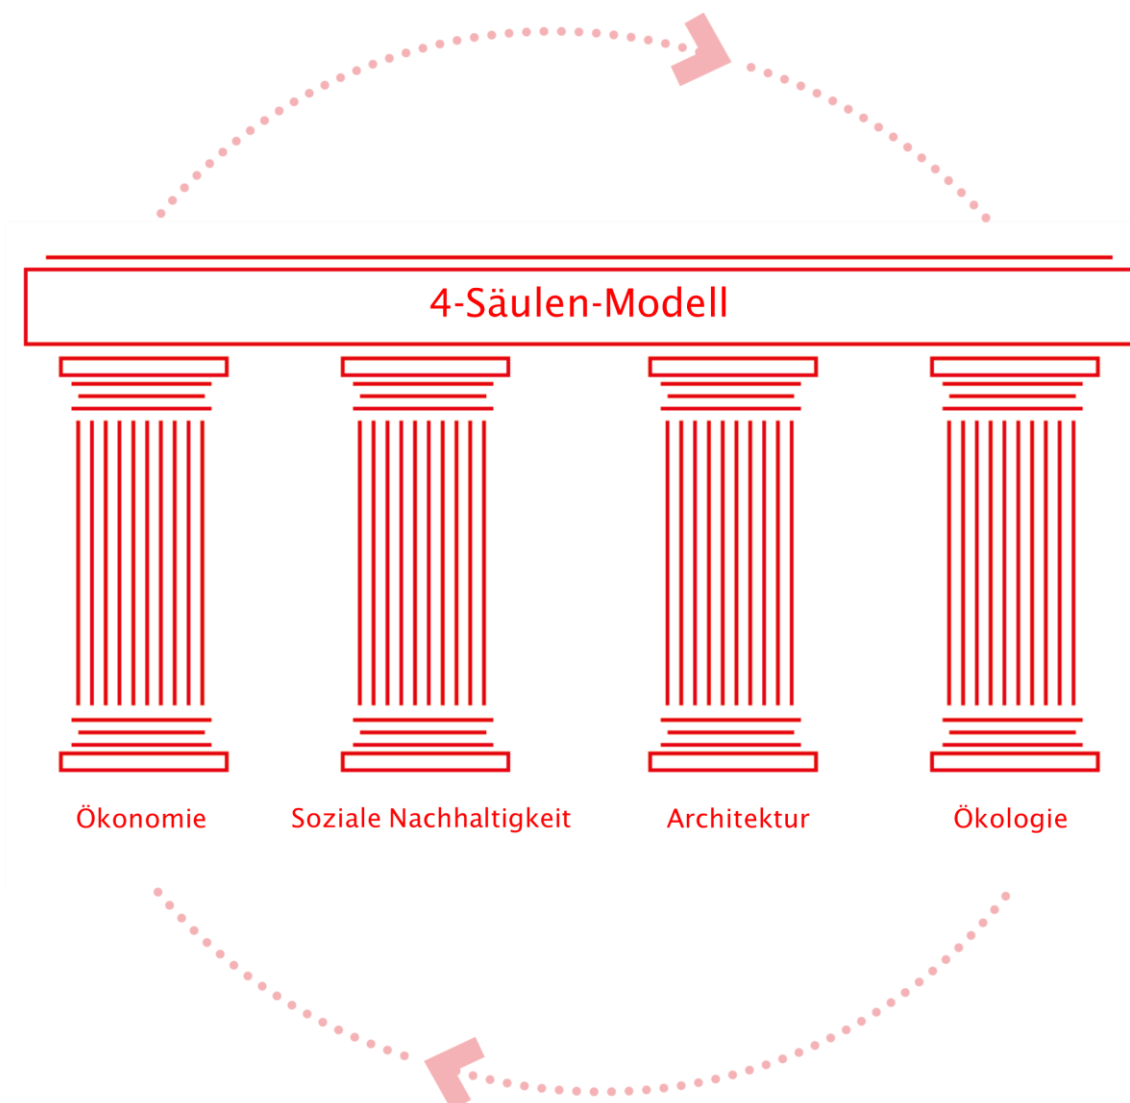 4-Säulen-Modell
Ökonomie
Soziale Nachhaltigkeit
Architektur
Ökologie